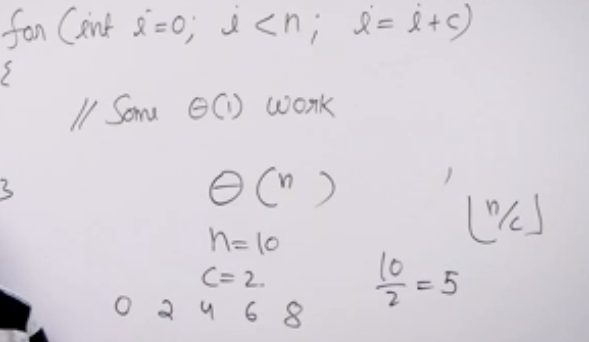 for (int i=0; i<n; i=i+c)
{
// Some Θ(1) work
}
Θ(n)
⌊n/c⌋
n=10
c=2.
10/2 = 5
0 2 4 6 8